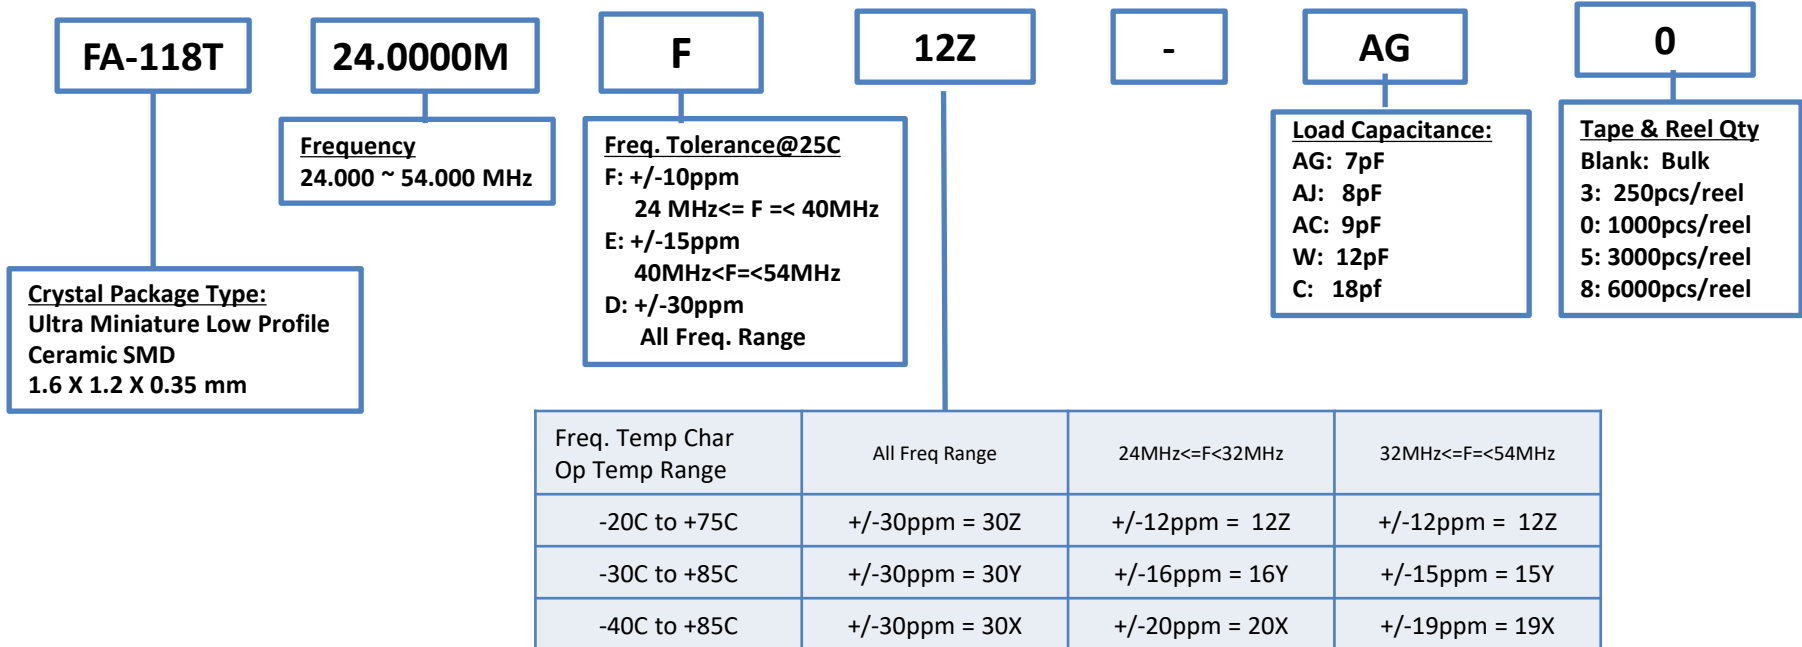 FA-118T
24.0000M
F
12Z
-
AG
0
Frequency
24.000 ~ 54.000 MHz
Freq. Tolerance@25C
F: +/-10ppm
24 MHz<= F =< 40MHz
E: +/-15ppm
40MHz<F=<54MHz
D: +/-30ppm
All Freq. Range
Load Capacitance:
AG: 7pF
AJ: 8pF
AC: 9pF
W: 12pF
C: 18pf
Tape & Reel Qty
Blank: Bulk
3: 250pcs/reel
0: 1000pcs/reel
5: 3000pcs/reel
8: 6000pcs/reel
Crystal Package Type:
Ultra Miniature Low Profile
Ceramic SMD
1.6 X 1.2 X 0.35 mm
Freq. Temp Char
Op Temp Range
All Freq Range
24MHz<=F<32MHz
32MHz<=F=<54MHz
-20C to +75C
+/-30ppm = 30Z
+/-12ppm = 12Z
+/-12ppm = 12Z
-30C to +85C
+/-30ppm = 30Y
+/-16ppm = 16Y
+/-15ppm = 15Y
-40C to +85C
+/-30ppm = 30X
+/-20ppm = 20X
+/-19ppm = 19X